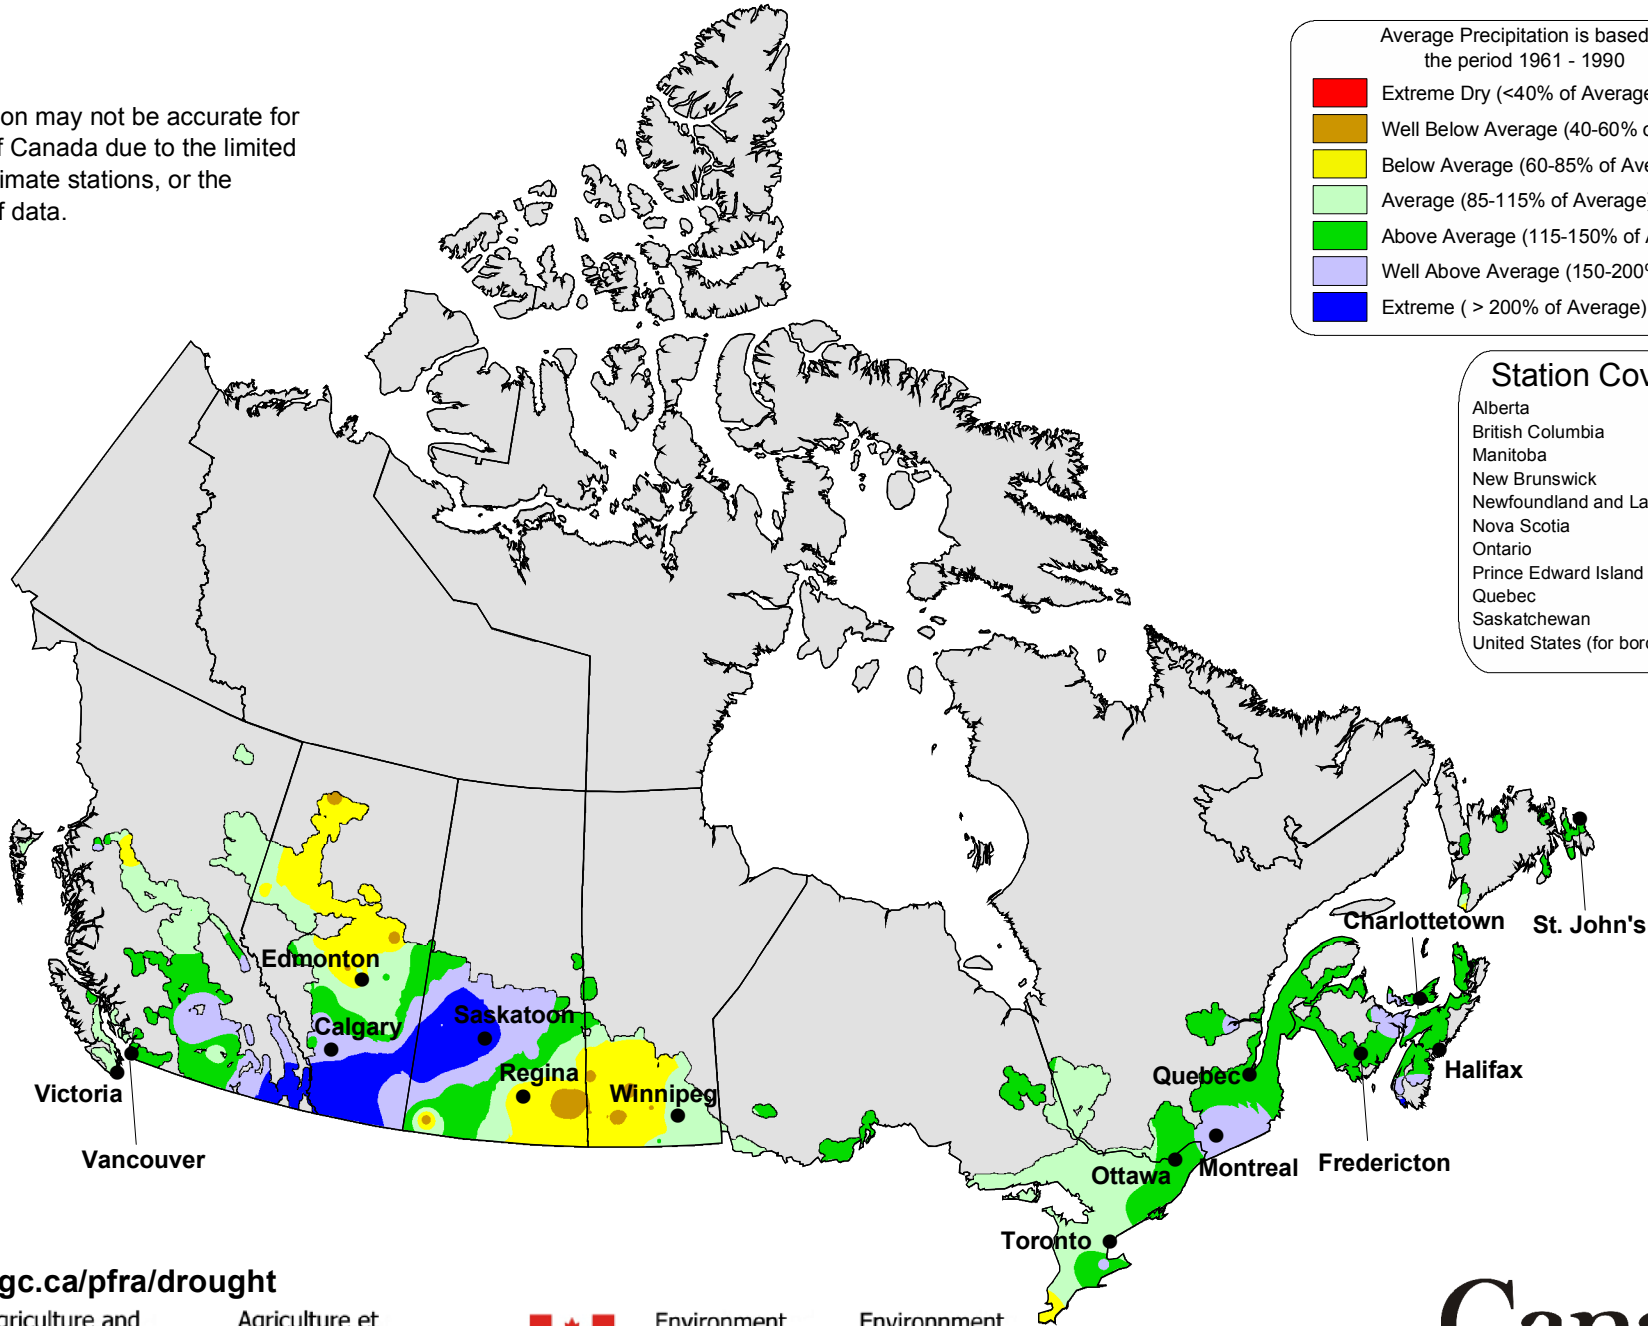 on may not be accurate for
f Canada due to the limited
imate stations, or the
f data.
Average Precipitation is based
the period 1961 - 1990
Extreme Dry (<40% of Average
Well Below Average (40-60% o
Below Average (60-85% of Ave
Average (85-115% of Average)
Above Average (115-150% of A
Well Above Average (150-200%
Extreme ( > 200% of Average)
Station Cov
Alberta
British Columbia
Manitoba
New Brunswick
Newfoundland and La
Nova Scotia
Ontario
Prince Edward Island
Quebec
Saskatchewan
United States (for bor
Charlottetown
St. John's
Edmonton
Calgary
Saskatoon
Regina
Winnipeg
Victoria
Vancouver
Quebec
Halifax
Ottawa
Montreal
Fredericton
Toronto
gc.ca/pfra/drought
griculture and
Agriculture et
Environment
Environnement
Can